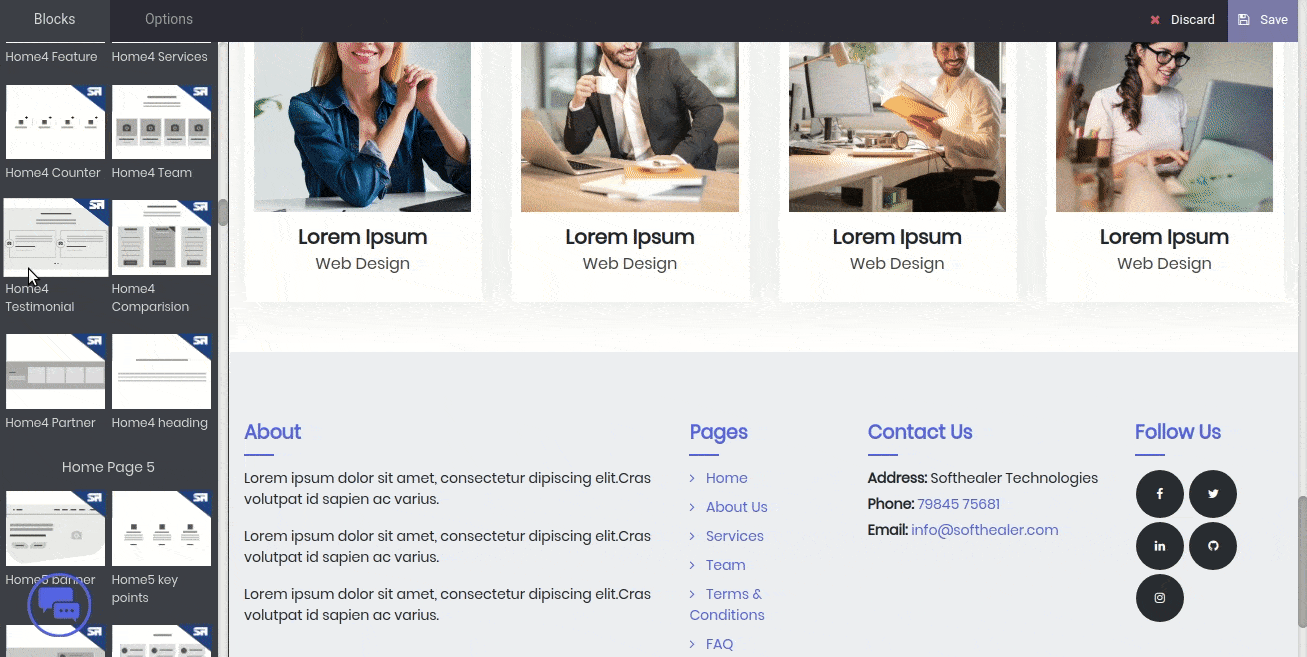 Blocks
Options
Discard
Save
Home4 Feature
Home4 Services
Home4 Counter
Home4 Team
Home4
Testimonial
Home4
Comparision
Home4 Partner
Home4 heading
Home Page 5
Home5 banner
Home5 key
points
Lorem Ipsum
Web Design
Lorem Ipsum
Web Design
Lorem Ipsum
Web Design
Lorem Ipsum
Web Design
About
Lorem ipsum dolor sit amet, consectetur dipiscing elit.Cras
volutpat id sapien ac varius.
Lorem ipsum dolor sit amet, consectetur dipiscing elit.Cras
volutpat id sapien ac varius.
Lorem ipsum dolor sit amet, consectetur dipiscing elit.Cras
volutpat id sapien ac varius.
Pages
Home
About Us
Services
Team
Terms &
Conditions
FAQ
Contact Us
Address: Softhealer Technologies
Phone: 79845 75681
Email: info@softhealer.com
Follow Us